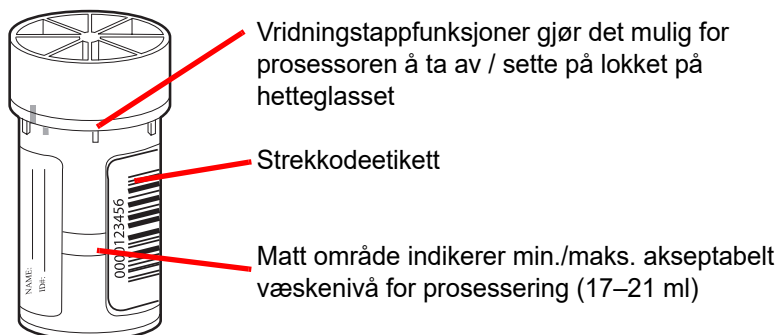 Vridningstappfunksjoner gjør det mulig for
prosessoren å ta av / sette på lokket på
hetteglasset
Strekkodeetikett
Matt område indikerer min./maks. akseptabelt
væskenivå for prosessering (17–21 ml)
NAME:
ID#:
0000123456